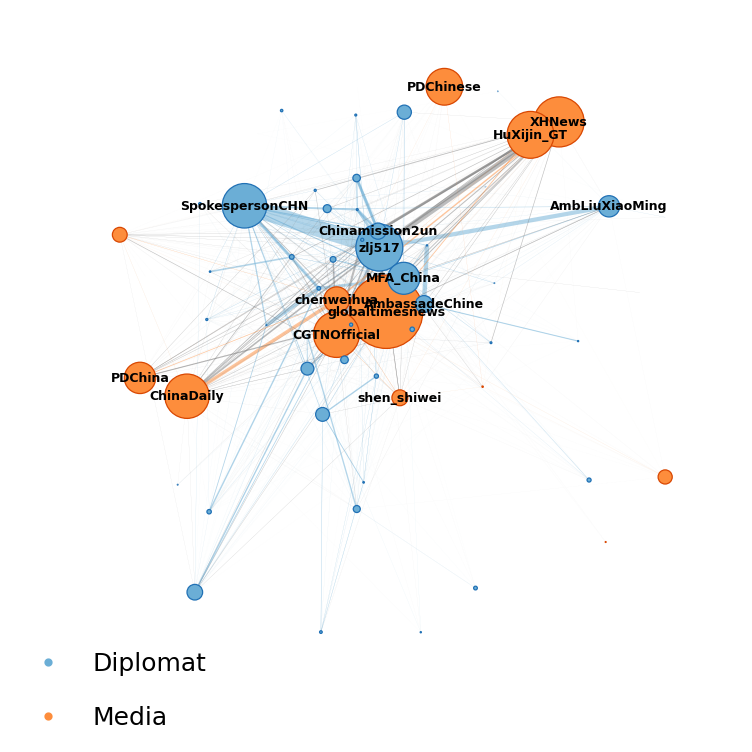 PDChinese
XHNews
HuXijin_GT
SpokespersonCHN
AmbLiuXiaoMing
Chinamission2un
zlj517
MFA_China
chenweihua
AmbassadeChine
globaltimesnews
CGTNOfficial
PDChina
ChinaDaily
shen_shiwei
Diplomat
Media